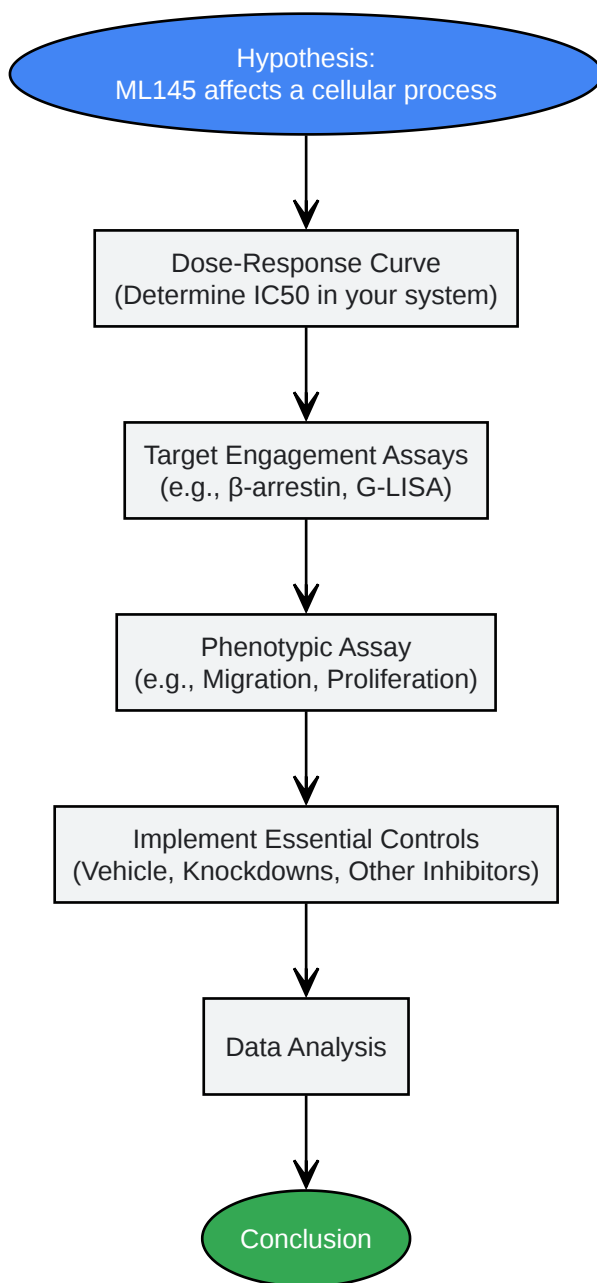 Hypothesis:
ML145 affects a cellular process
Dose-Response Curve
(Determine IC50 in your system)
Target Engagement Assays
(e.g., β-arrestin, G-LISA)
Phenotypic Assay
(e.g., Migration, Proliferation)
Implement Essential Controls
(Vehicle, Knockdowns, Other Inhibitors)
Data Analysis
Conclusion